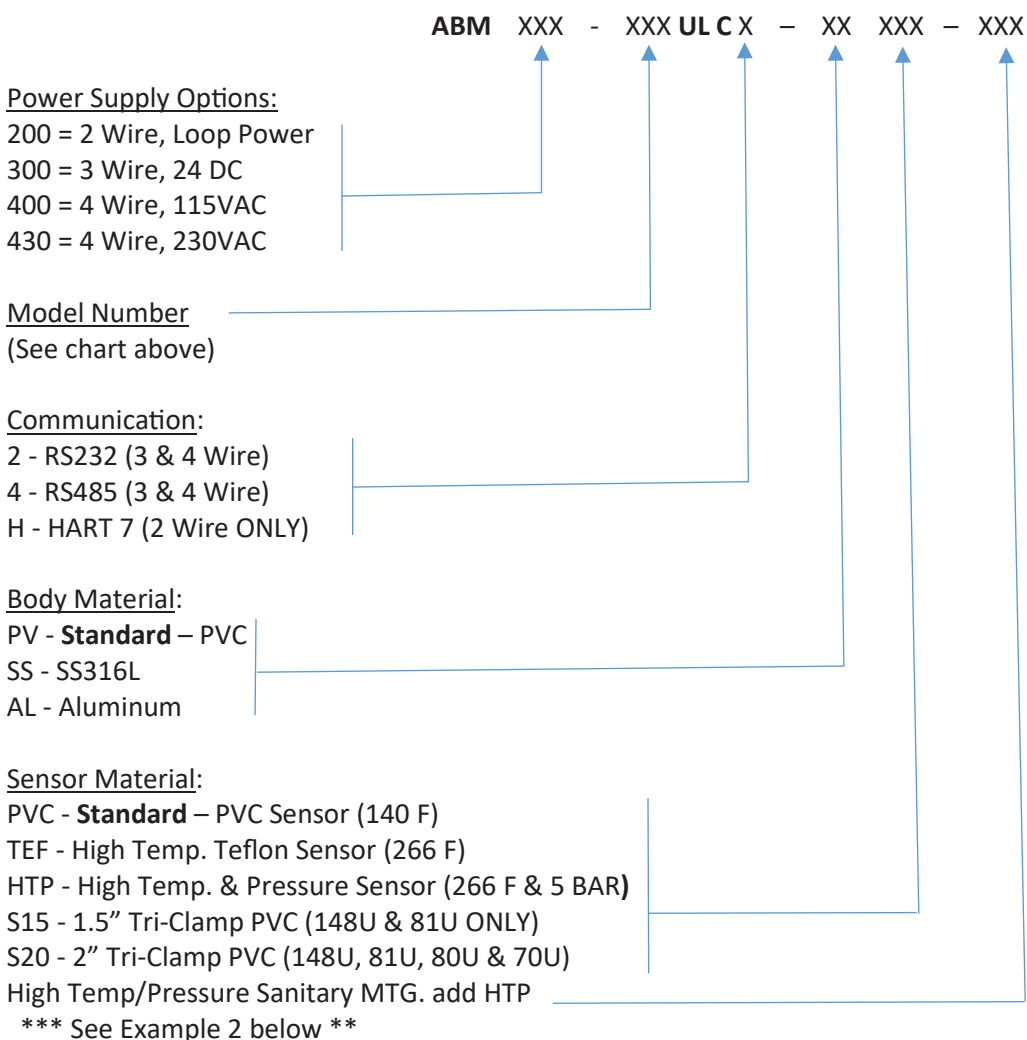 ABM XXX - XXX UL C X – XX XXX – XXX
Power Supply Options:
200 = 2 Wire, Loop Power
300 = 3 Wire, 24 DC
400 = 4 Wire, 115VAC
430 = 4 Wire, 230VAC
Model Number
(See chart above)
Communication:
2 - RS232 (3 & 4 Wire)
4 - RS485 (3 & 4 Wire)
H - HART 7 (2 Wire ONLY)
Body Material:
PV - Standard – PVC
SS - SS316L
AL - Aluminum
Sensor Material:
PVC - Standard – PVC Sensor (140 F)
TEF - High Temp. Teflon Sensor (266 F)
HTP - High Temp. & Pressure Sensor (266 F & 5 BAR)
S15 - 1.5” Tri-Clamp PVC (148U & 81U ONLY)
S20 - 2” Tri-Clamp PVC (148U, 81U, 80U & 70U)
High Temp/Pressure Sanitary MTG. add HTP
*** See Example 2 below **